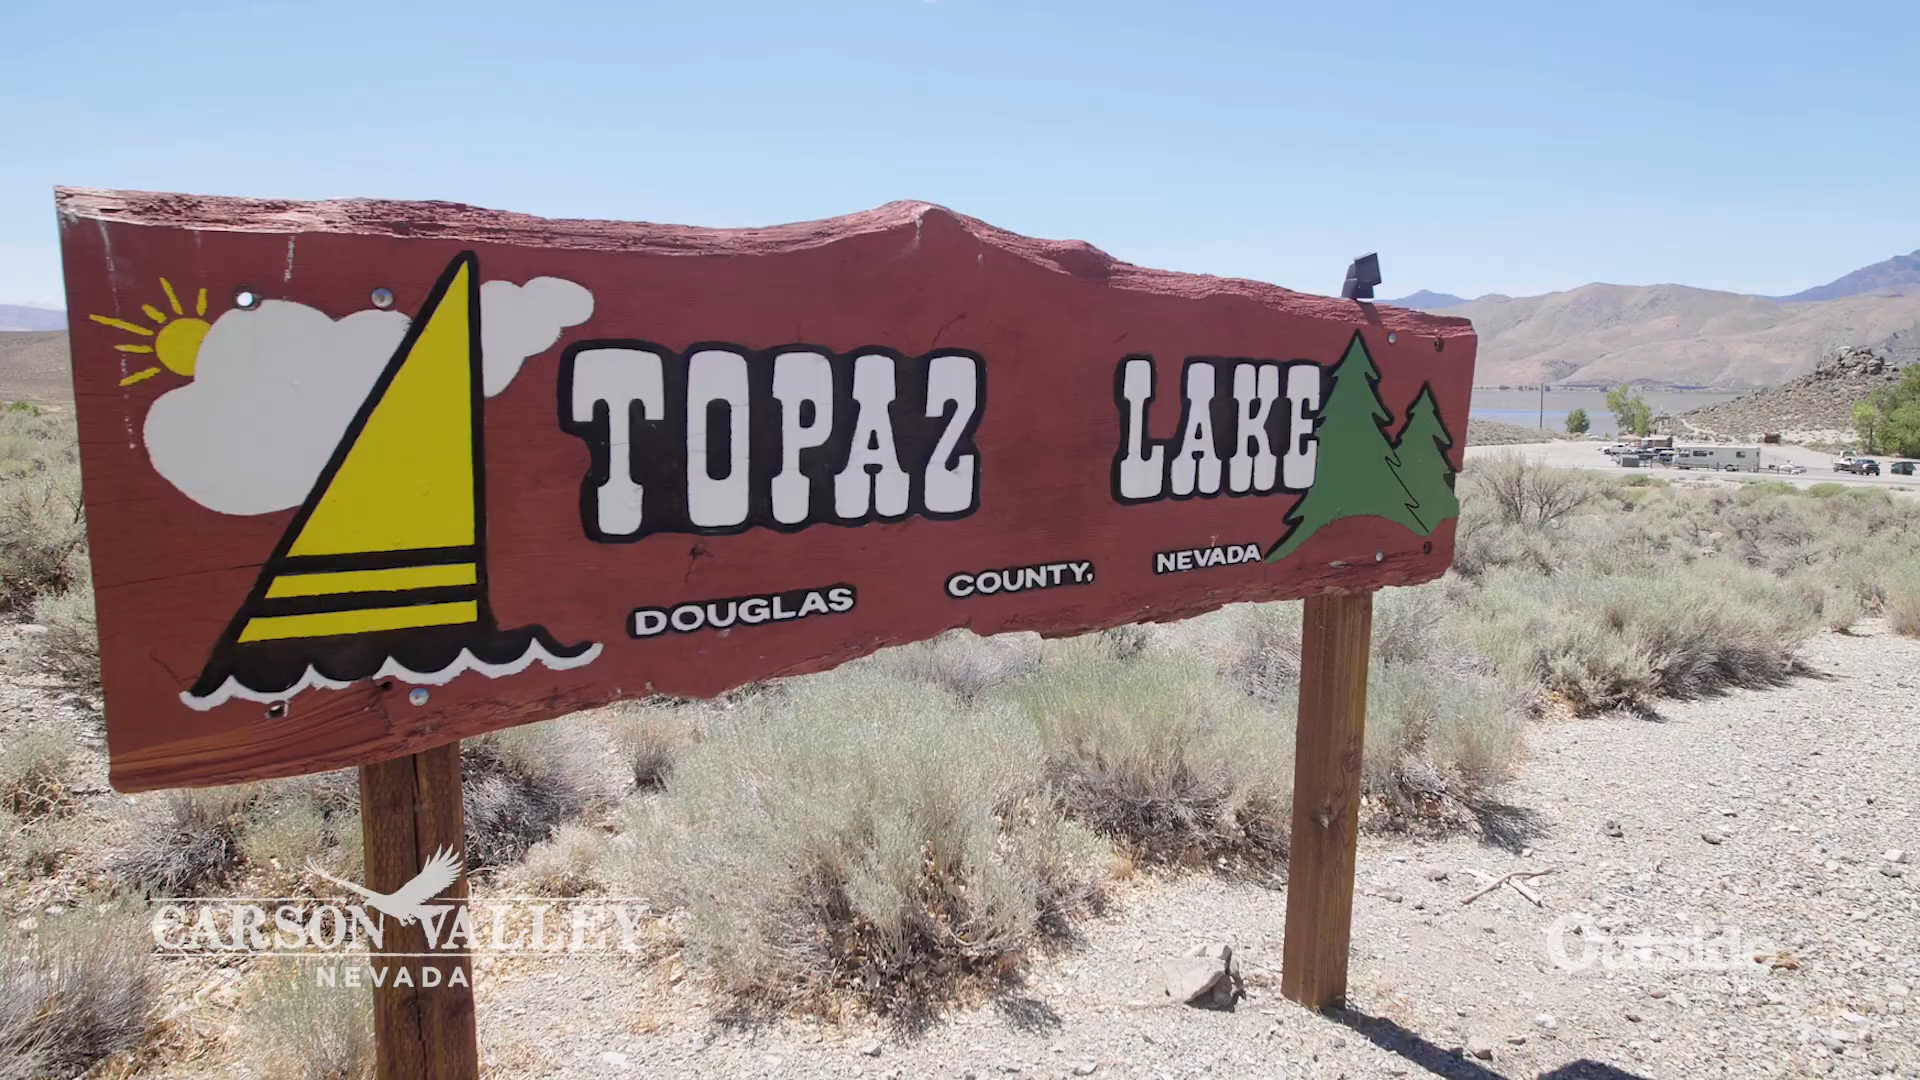 TOPAZ LAKE
DOUGLAS COUNTY, NEVADA
CARSON VALLEY
NEVADA
Outside